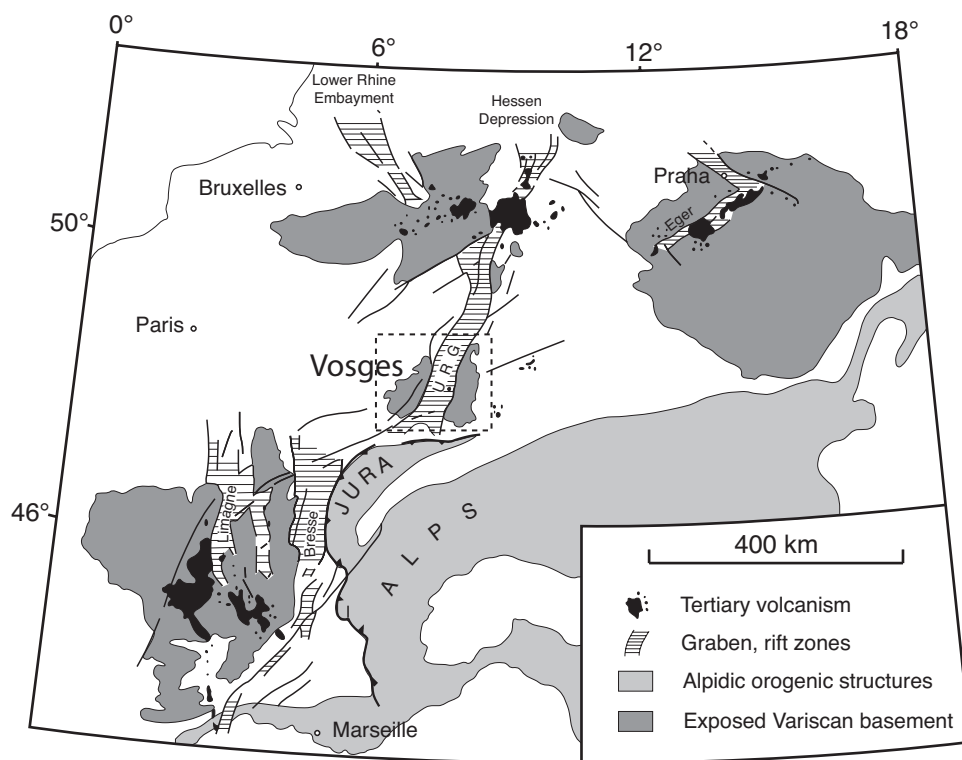 0°
6°
12°
18°
Lower Rhine
Embayment
Hessen
Depression
Bruxelles
Praha
50°
Eger
Paris
Vosges
URG
JURA
Limagne
Bresse
46°
ALPS
400 km
Tertiary volcanism
Graben, rift zones
Alpidic orogenic structures
Exposed Variscan basement
Marseille